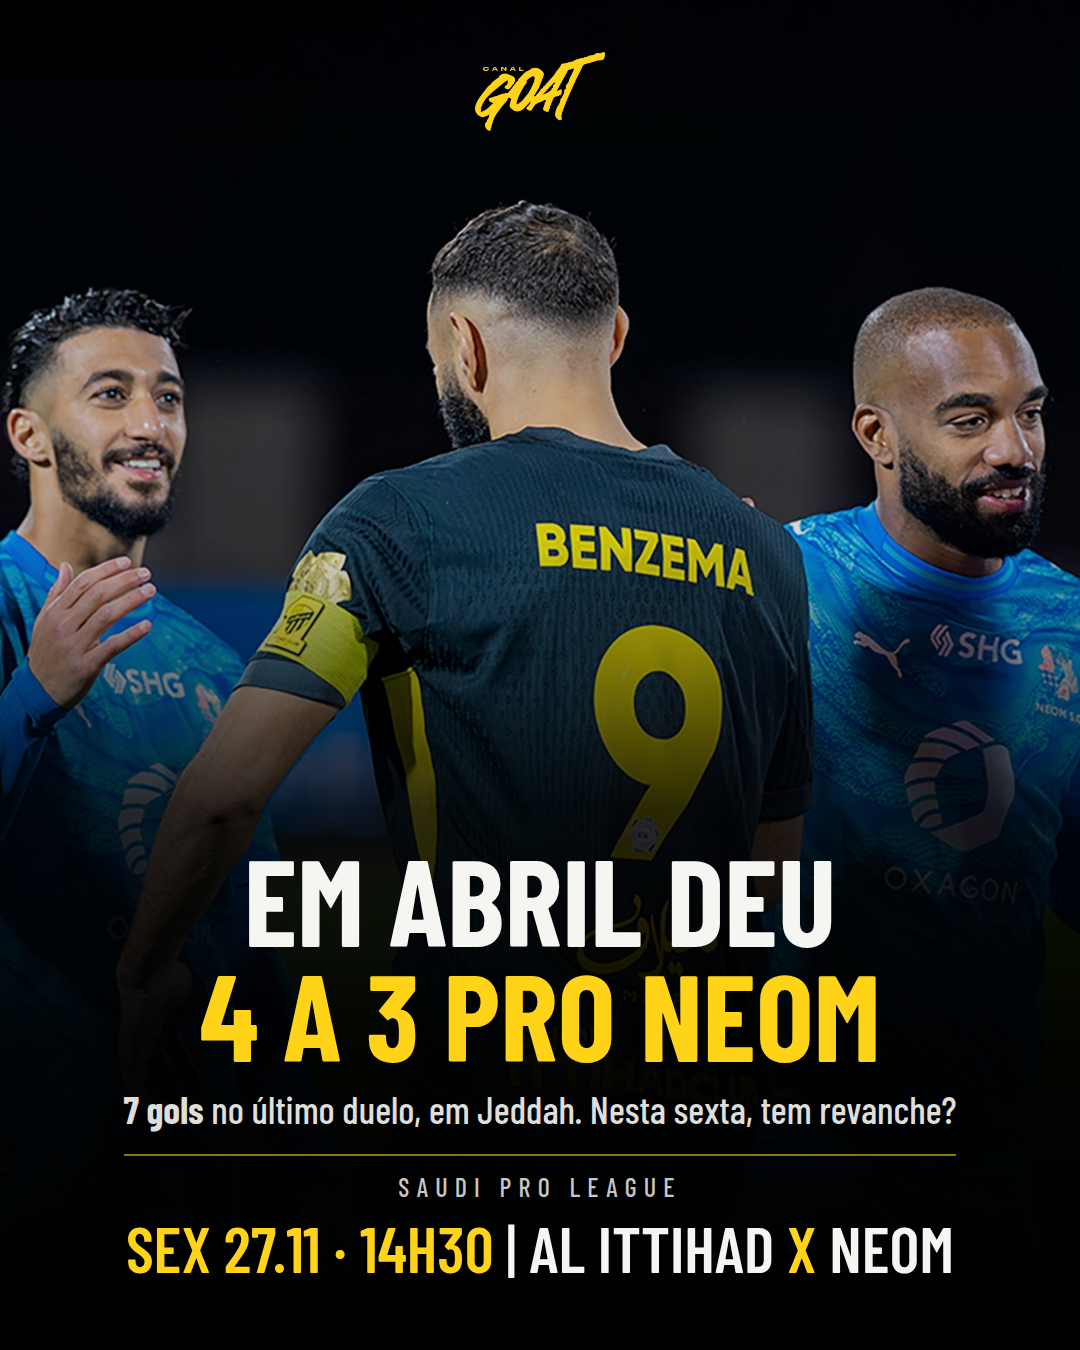 CANAL
GOAT
BENZEMA
9
SHG
SHG
NEOM S.C
OXAGON
EM ABRIL DEU
4 A 3 PRO NEOM
7 gols no último duelo, em Jeddah. Nesta sexta, tem revanche?
SAUDI PRO LEAGUE
SEX 27.11 · 14H30 | AL ITTIHAD X NEOM